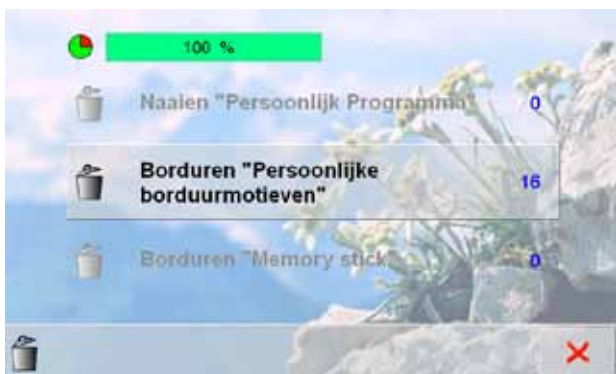 100 %
Naaien "Persoonlijk Programma" 0
Borduren "Persoonlijke
borduurmotieven" 16
Borduren "Memory stick" 0